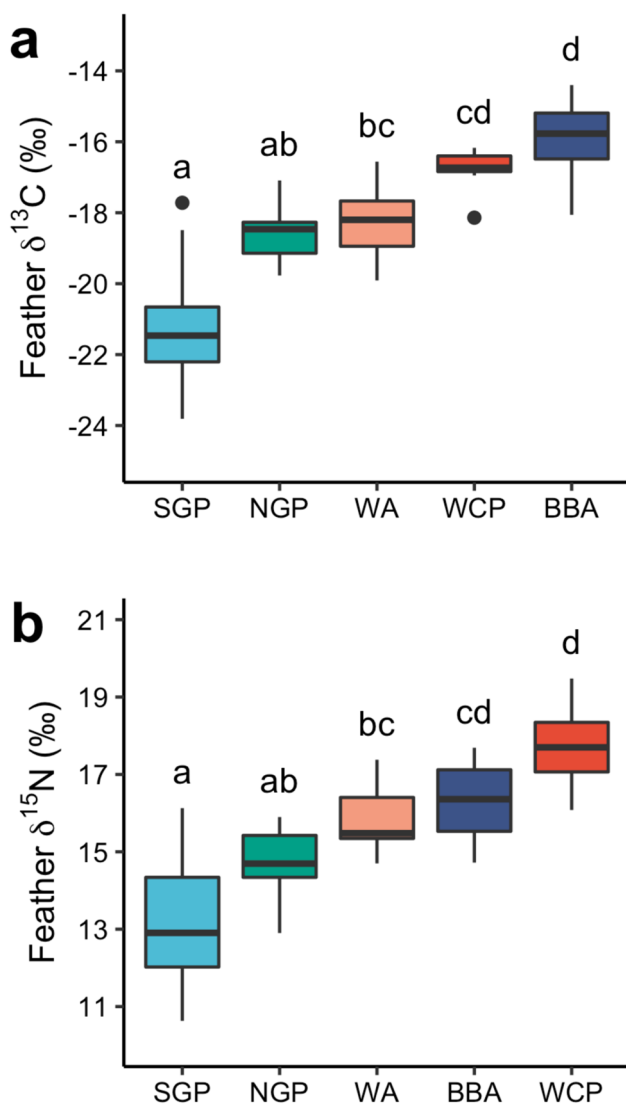 a
Feather δ¹³C (‰)
-14
-16
-18
-20
-22
-24
a
ab
bc
cd
d
SGP NGP WA WCP BBA
b
Feather δ¹⁵N (‰)
21
19
17
15
13
11
a
ab
bc
cd
d
SGP NGP WA BBA WCP